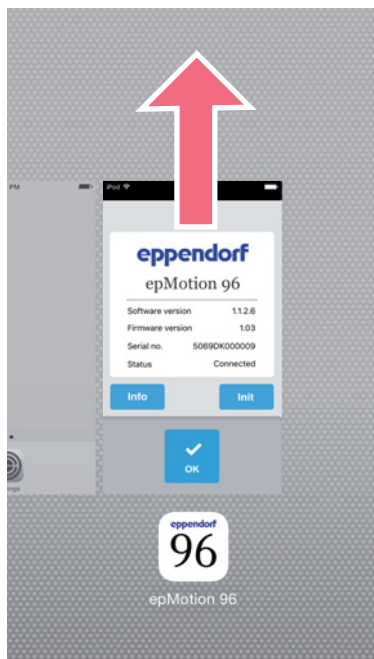 PM
iPod
eppendorf
epMotion 96
Software version 1.1.2.6
Firmware version 1.03
Serial no. 5069DK000009
Status Connected
Info Init
OK
eppendorf
96
epMotion 96